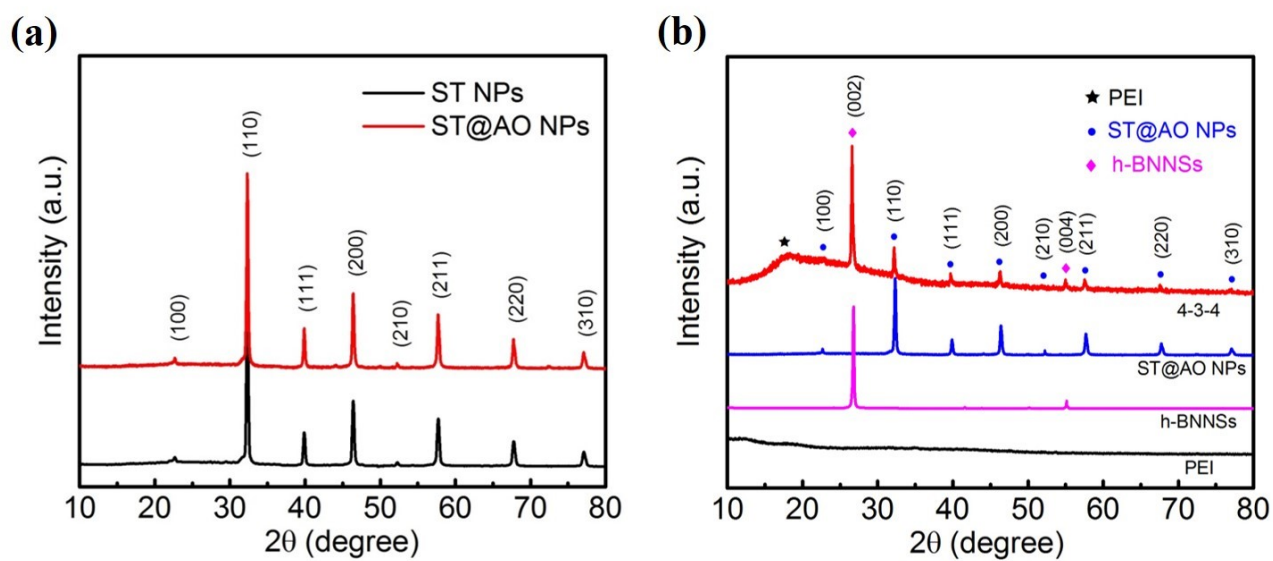 (a)
ST NPs
ST@AO NPs
(100)
(110)
(111)
(200)
(210)
(211)
(220)
(310)
Intensity (a.u.)
10 20 30 40 50 60 70 80
2θ (degree)
(b)
★ PEI
• ST@AO NPs
♦ h-BNNSs
(100)
(002)
(110)
(111)
(200)
(210)
(004)
(211)
(220)
(310)
4-3-4
ST@AO NPs
h-BNNSs
PEI
Intensity (a.u.)
10 20 30 40 50 60 70 80
2θ (degree)